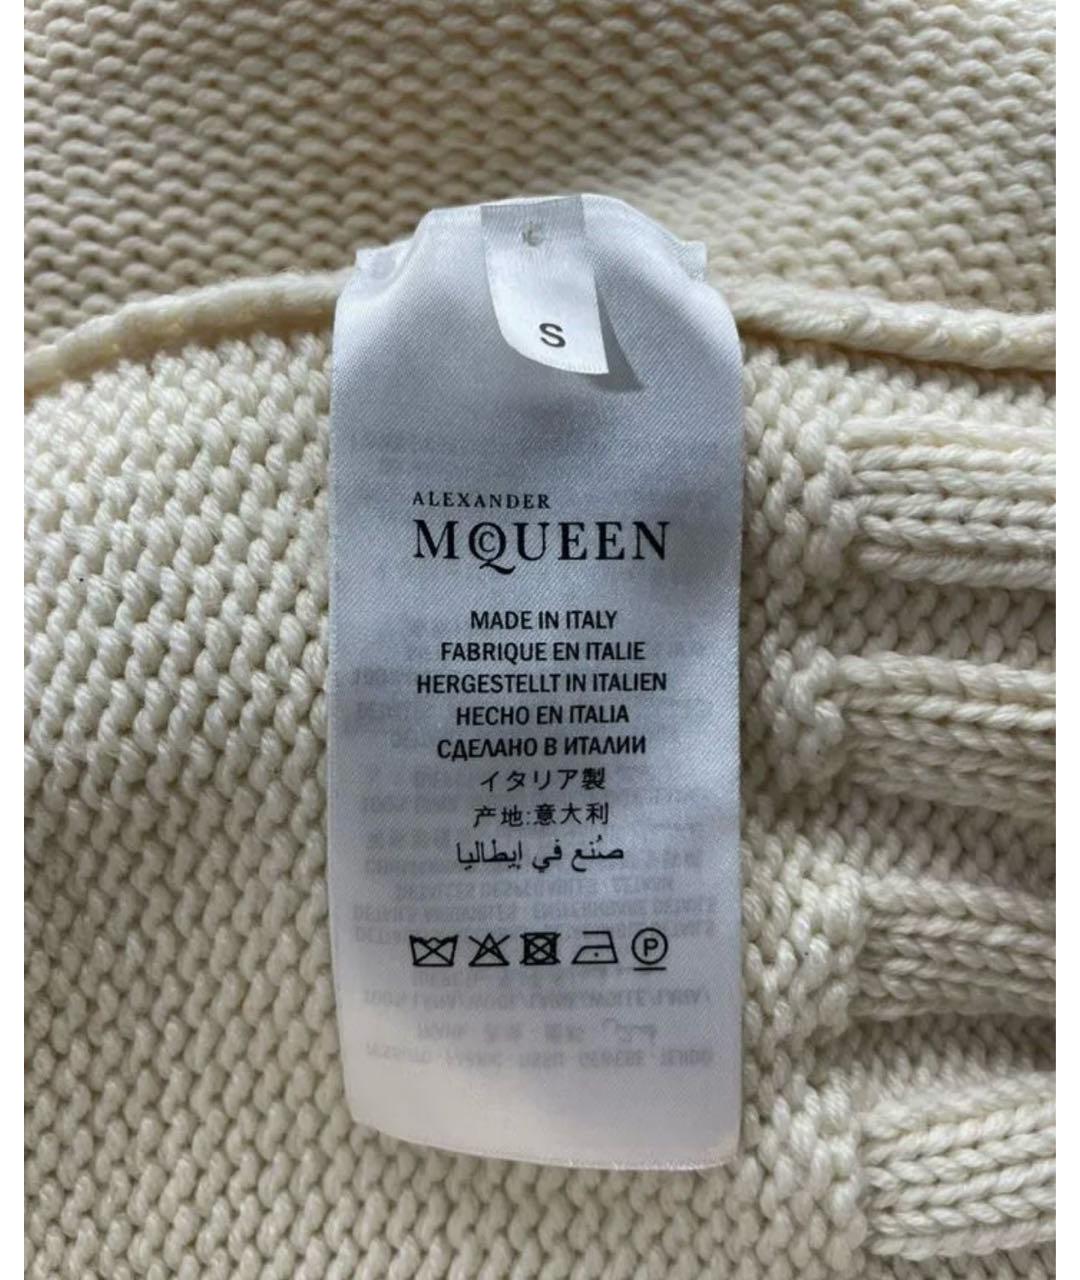 S
ALEXANDER
MCQUEEN
MADE IN ITALY
FABRIQUE EN ITALIE
HERGESTELLT IN ITALIEN
HECHO EN ITALIA
СДЕЛАНО В ИТАЛИИ
イタリア製
产地:意大利
صُنع في إيطاليا
P